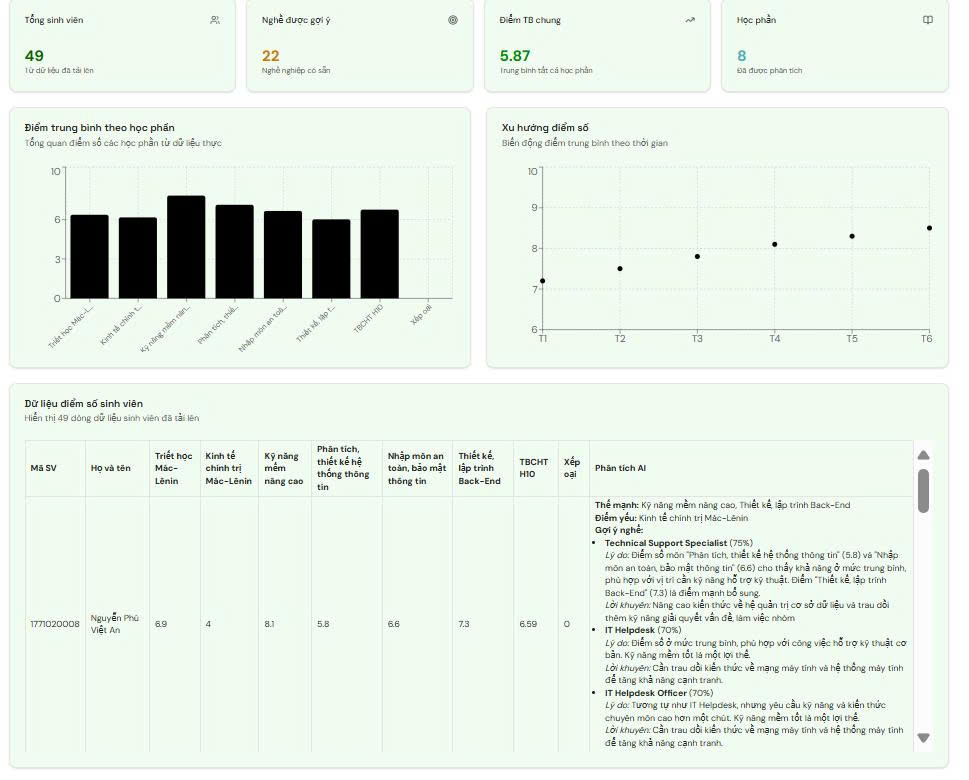 Tổng sinh viên
49
Từ dữ liệu đã tải lên
Nghề được gợi ý
22
Nghề nghiệp có sẵn
Điểm TB chung
5.87
Trung bình tất cả học phần
Học phần
8
Đã được phân tích
Điểm trung bình theo học phần
Tổng quan điểm số các học phần từ dữ liệu thực
10
6
3
0
Triết học Mác-L...
Kinh tế chính t...
Kỹ năng mềm nân...
Phân tích, thiế...
Nhập môn an toà...
Thiết kế, lập t...
TBCHT H10
Xếp oại
Xu hướng điểm số
Biến động điểm trung bình theo thời gian
10
9
8
7
6
T1 T2 T3 T4 T5 T6
Dữ liệu điểm số sinh viên
Hiển thị 49 dòng dữ liệu sinh viên đã tải lên
Mã SV
Họ và tên
Triết học
Mác-
Lênin
Kinh tế
chính trị
Mác-Lênin
Kỹ năng
mềm
nâng cao
Phân tích,
thiết kế hệ
thống thông
tin
Nhập môn an
toàn, bảo mật
thông tin
Thiết kế,
lập trình
Back-End
TBCHT
H10
Xếp
oại
Phân tích AI
1771020008
Nguyễn Phú
Việt An
6.9
4
8.1
5.8
6.6
7.3
6.59
0
Thế mạnh: Kỹ năng mềm nâng cao, Thiết kế, lập trình Back-End
Điểm yếu: Kinh tế chính trị Mác-Lênin
Gợi ý nghề:
• Technical Support Specialist (75%)
Lý do: Điểm số môn "Phân tích, thiết kế hệ thống thông tin" (5.8) và "Nhập
môn an toàn, bảo mật thông tin" (6.6) cho thấy khả năng ở mức trung bình,
phù hợp với vị trí cần kỹ năng hỗ trợ kỹ thuật. Điểm "Thiết kế, lập trình
Back-End" (7.3) là điểm mạnh bổ sung.
Lời khuyên: Nâng cao kiến thức về hệ quản trị cơ sở dữ liệu và trau dồi
thêm kỹ năng giải quyết vấn đề, làm việc nhóm
• IT Helpdesk (70%)
Lý do: Điểm số ở mức trung bình, phù hợp với công việc hỗ trợ kỹ thuật cơ
bản. Kỹ năng mềm tốt là một lợi thế.
Lời khuyên: Cần trau dồi kiến thức về mạng máy tính và hệ thống máy tính
để tăng khả năng cạnh tranh.
• IT Helpdesk Officer (70%)
Lý do: Tương tự như IT Helpdesk, nhưng yêu cầu kỹ năng và kiến thức
chuyên môn cao hơn một chút. Kỹ năng mềm tốt là một lợi thế.
Lời khuyên: Cần trau dồi kiến thức về mạng máy tính và hệ thống máy tính
để tăng khả năng cạnh tranh.